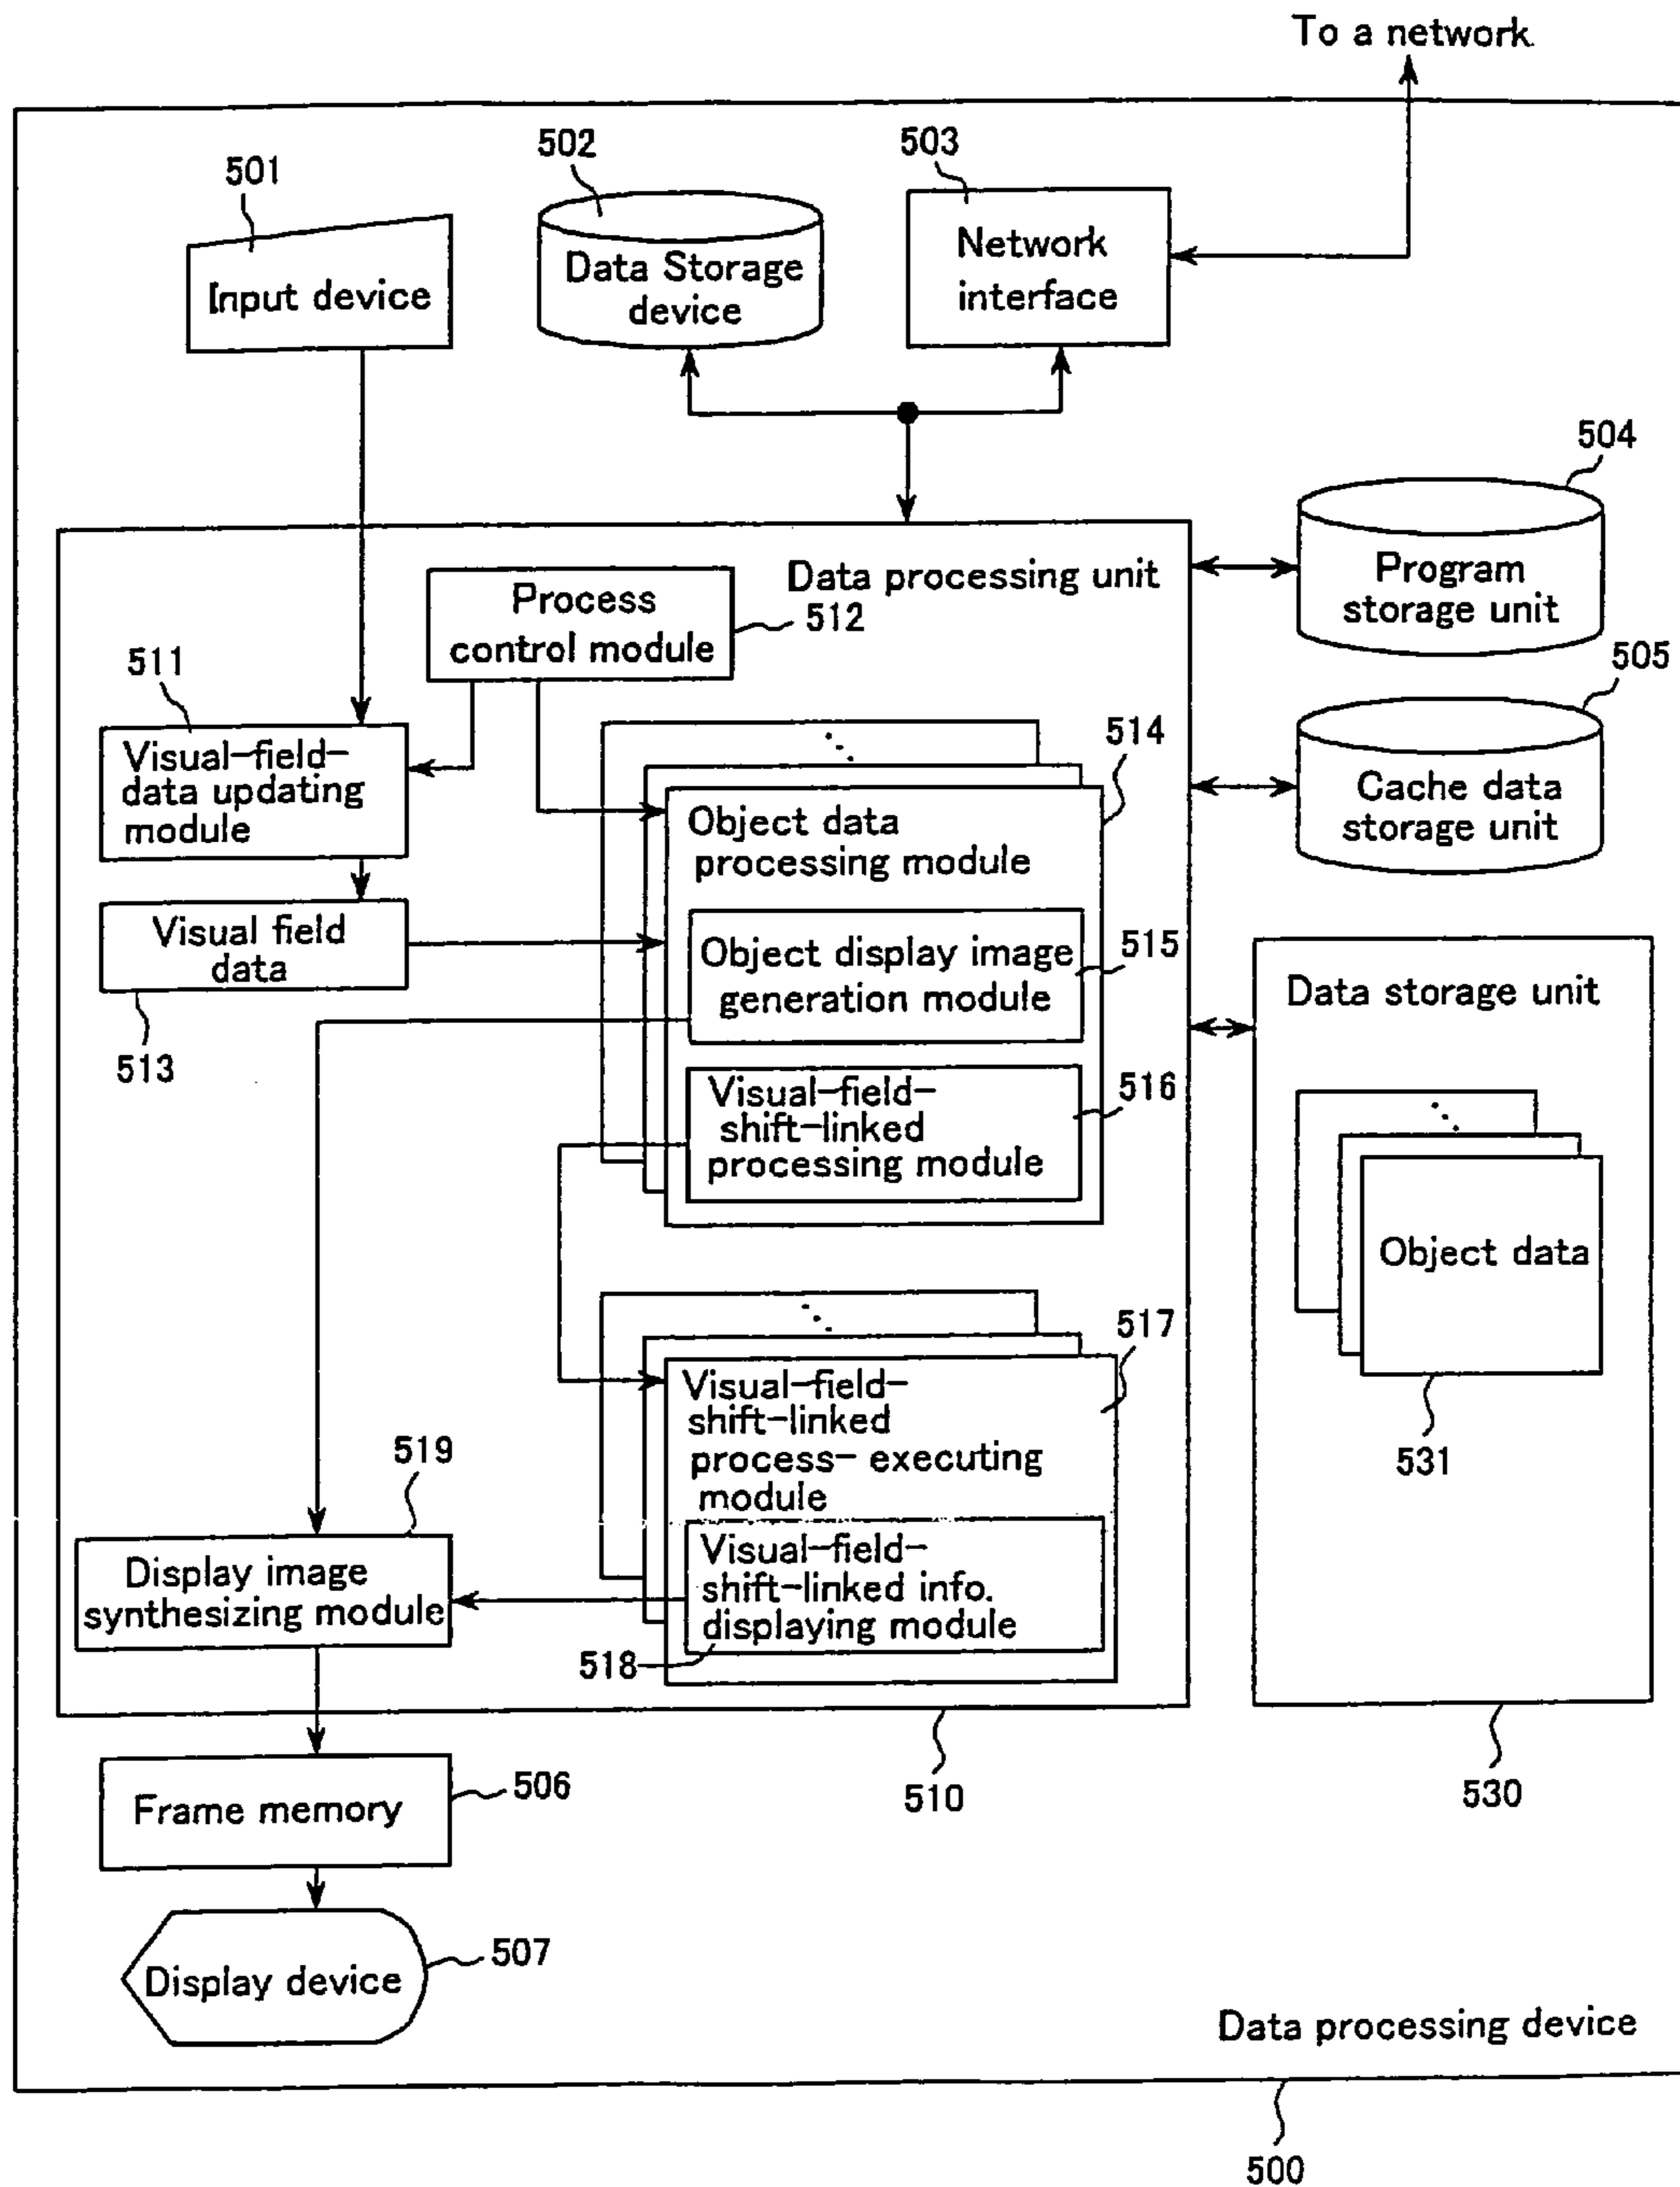 To a network
501
Input device
502
Data Storage
device
503
Network
interface
504
Program
storage unit
505
Cache data
storage unit
Data processing unit
Process
control module
512
511
Visual-field-
data updating
module
Visual field
data
513
514
Object data
processing module
Object display image
generation module
515
Visual-field-
shift-linked
processing module
516
517
Visual-field-
shift-linked
process- executing
module
Visual-field-
shift-linked info.
displaying module
518
519
Display image
synthesizing module
510
Data storage unit
Object data
531
530
Frame memory
506
Display device
507
Data processing device
500